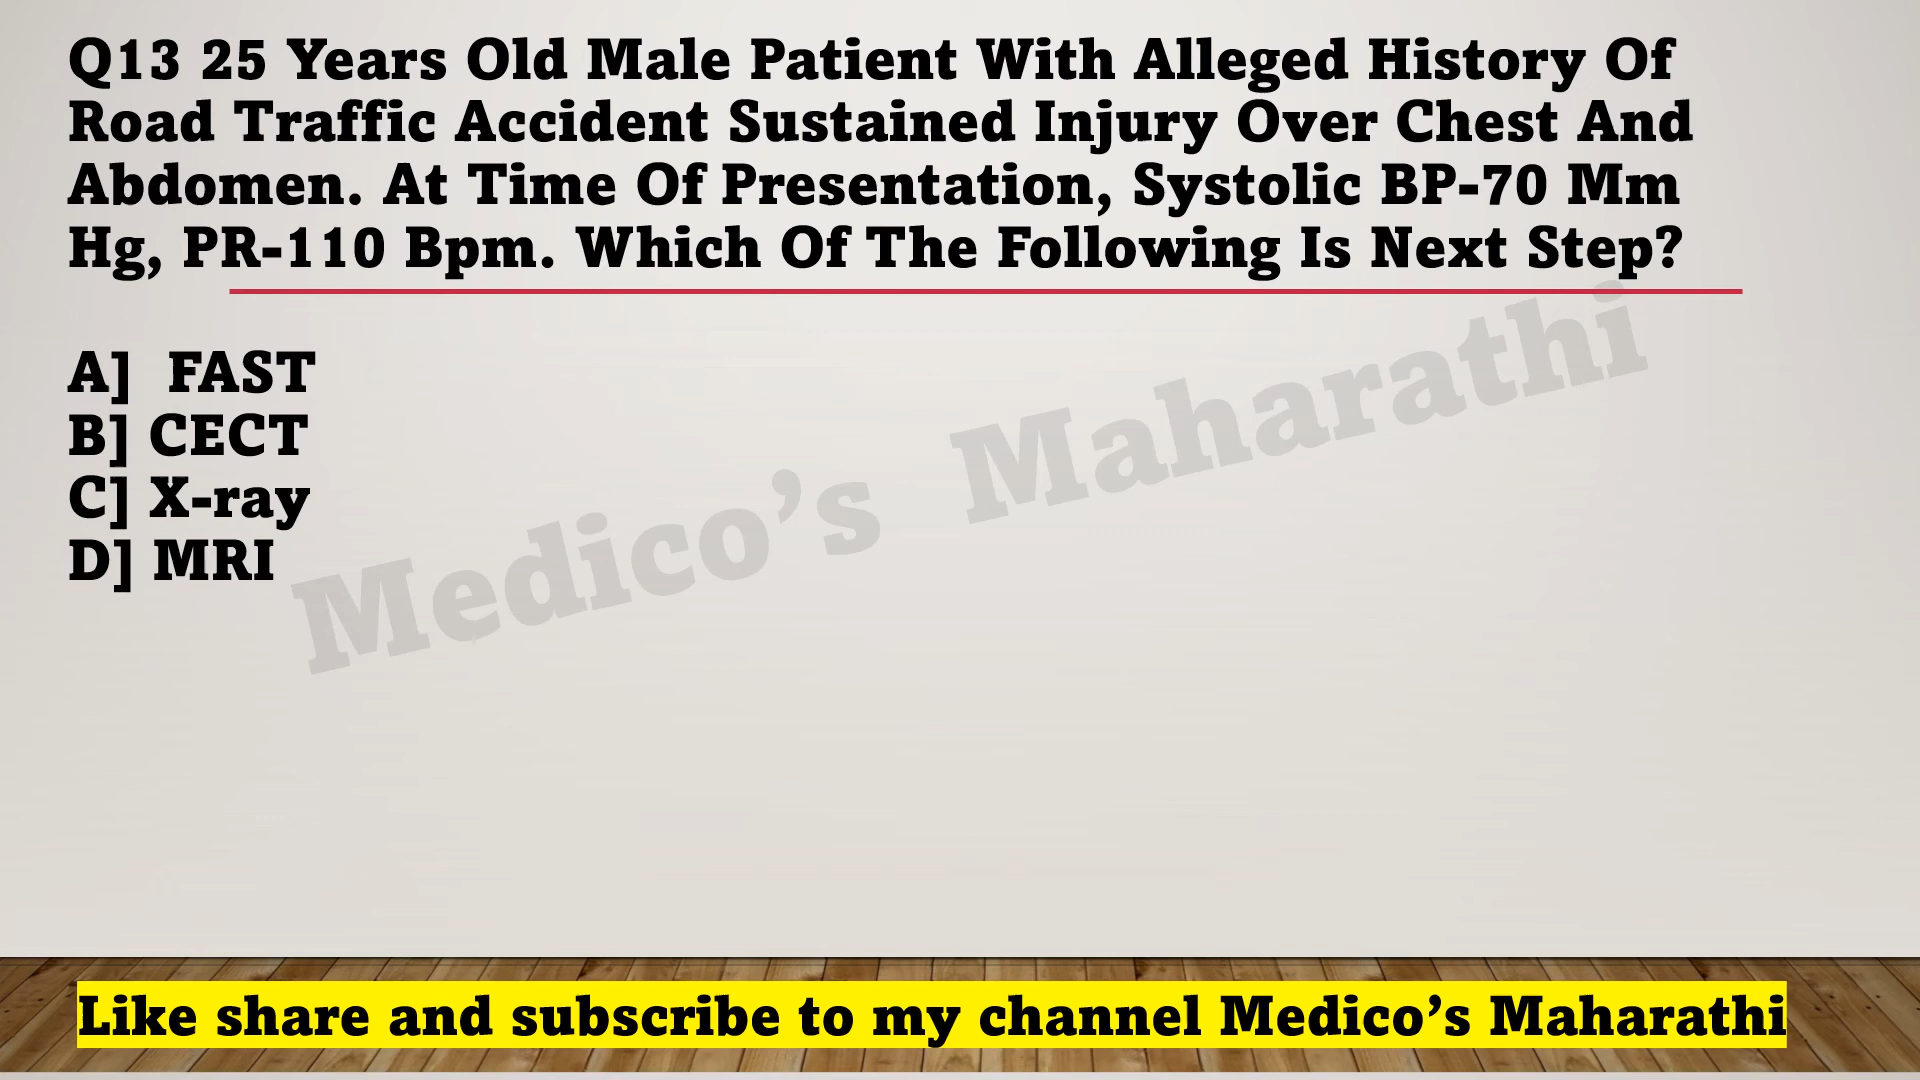 Q13 25 Years Old Male Patient With Alleged History Of
Road Traffic Accident Sustained Injury Over Chest And
Abdomen. At Time Of Presentation, Systolic BP-70 Mm
Hg, PR-110 Bpm. Which Of The Following Is Next Step?
A] FAST
B] CECT
C] X-ray
D] MRI
Medico’s Maharathi
Like share and subscribe to my channel Medico’s Maharathi